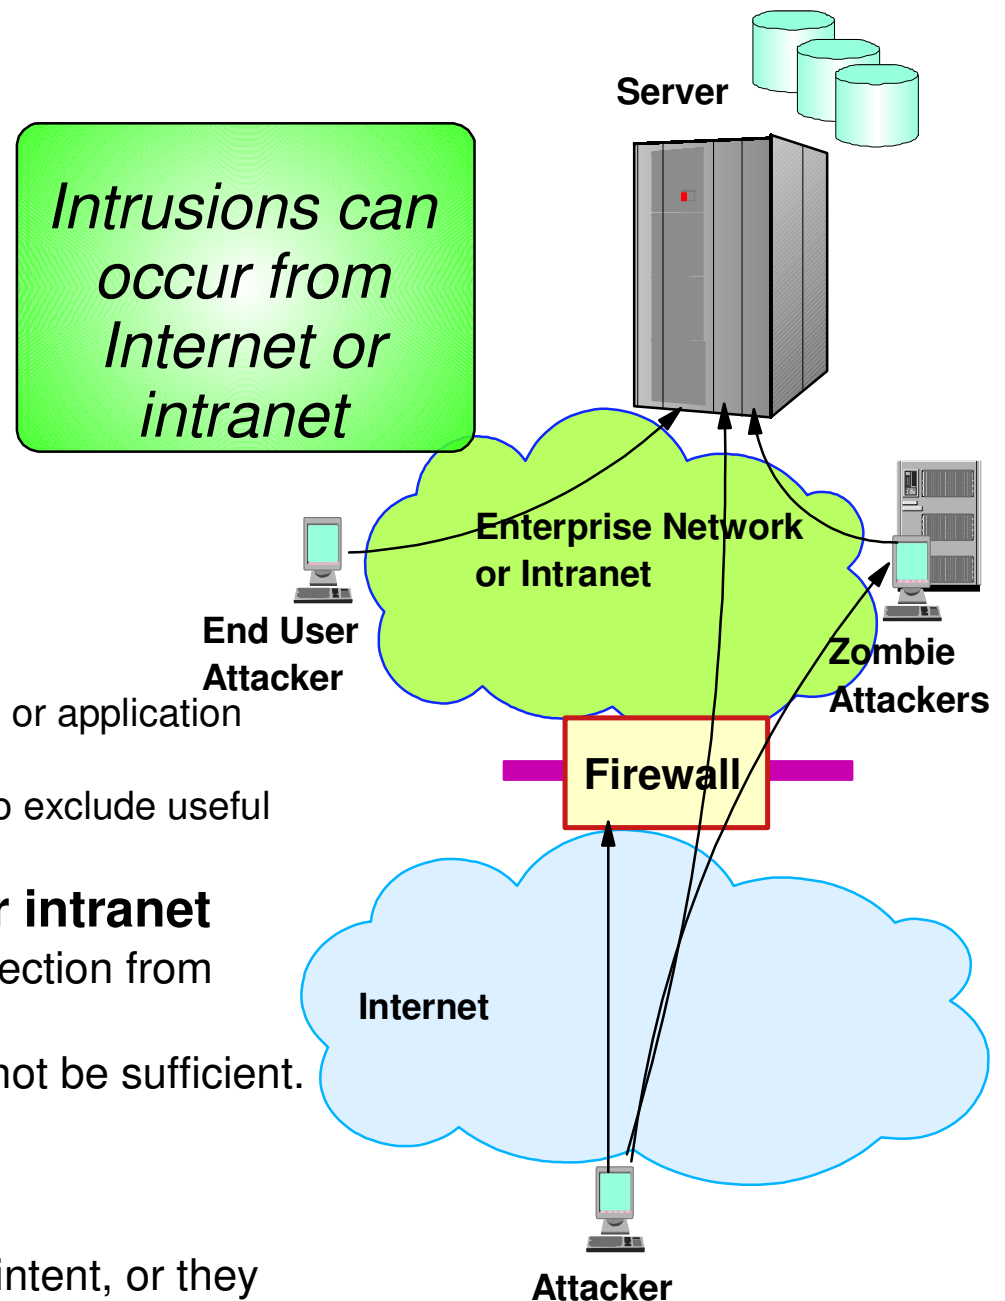 Server
Intrusions can
occur from
Internet or
intranet
Enterprise Network
or Intranet
End User
Attacker
Zombie
Attackers
or application
Firewall
o exclude useful
r intranet
ection from
Internet
not be sufficient.
intent, or they
Attacker